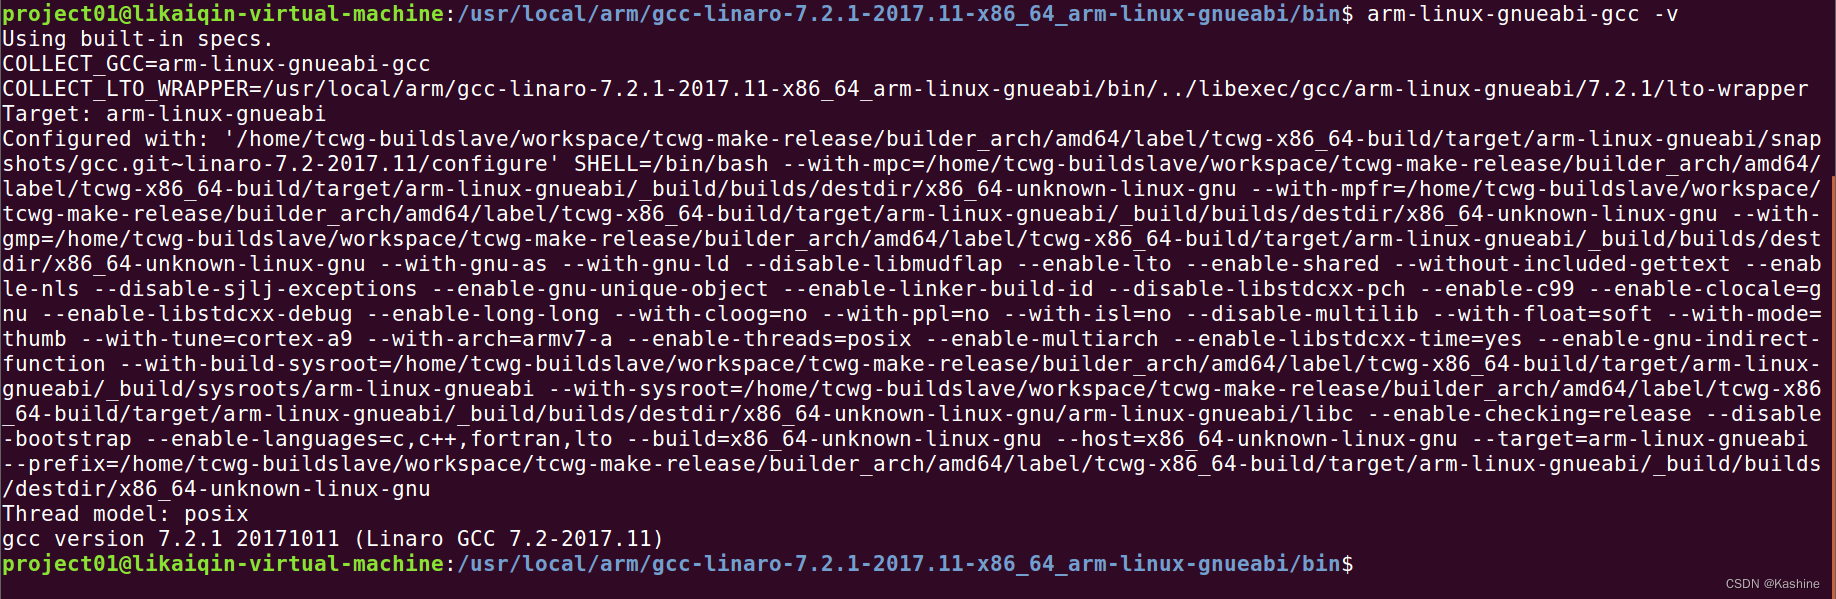 project01@likaiqin-virtual-machine:/usr/local/arm/gcc-linaro-7.2.1-2017.11-x86_64_arm-linux-gnueabi/bin$ arm-linux-gnueabi-gcc -v
Using built-in specs.
COLLECT_GCC=arm-linux-gnueabi-gcc
COLLECT_LTO_WRAPPER=/usr/local/arm/gcc-linaro-7.2.1-2017.11-x86_64_arm-linux-gnueabi/bin/../libexec/gcc/arm-linux-gnueabi/7.2.1/lto-wrapper
Target: arm-linux-gnueabi
Configured with: '/home/tcwg-buildslave/workspace/tcwg-make-release/builder_arch/amd64/label/tcwg-x86_64-build/target/arm-linux-gnueabi/snap
shots/gcc.git~linaro-7.2-2017.11/configure' SHELL=/bin/bash --with-mpc=/home/tcwg-buildslave/workspace/tcwg-make-release/builder_arch/amd64/
label/tcwg-x86_64-build/target/arm-linux-gnueabi/_build/builds/destdir/x86_64-unknown-linux-gnu --with-mpfr=/home/tcwg-buildslave/workspace/
tcwg-make-release/builder_arch/amd64/label/tcwg-x86_64-build/target/arm-linux-gnueabi/_build/builds/destdir/x86_64-unknown-linux-gnu --with-
gmp=/home/tcwg-buildslave/workspace/tcwg-make-release/builder_arch/amd64/label/tcwg-x86_64-build/target/arm-linux-gnueabi/_build/builds/dest
dir/x86_64-unknown-linux-gnu --with-gnu-as --with-gnu-ld --disable-libmudflap --enable-lto --enable-shared --without-included-gettext --enab
le-nls --disable-sjlj-exceptions --enable-gnu-unique-object --enable-linker-build-id --disable-libstdcxx-pch --enable-c99 --enable-clocale=g
nu --enable-libstdcxx-debug --enable-long-long --with-cloog=no --with-ppl=no --with-isl=no --disable-multilib --with-float=soft --with-mode=
thumb --with-tune=cortex-a9 --with-arch=armv7-a --enable-threads=posix --enable-multiarch --enable-libstdcxx-time=yes --enable-gnu-indirect-
function --with-build-sysroot=/home/tcwg-buildslave/workspace/tcwg-make-release/builder_arch/amd64/label/tcwg-x86_64-build/target/arm-linux-
gnueabi/_build/sysroots/arm-linux-gnueabi --with-sysroot=/home/tcwg-buildslave/workspace/tcwg-make-release/builder_arch/amd64/label/tcwg-x86
_64-build/target/arm-linux-gnueabi/_build/builds/destdir/x86_64-unknown-linux-gnu/arm-linux-gnueabi/libc --enable-checking=release --disable
-bootstrap --enable-languages=c,c++,fortran,lto --build=x86_64-unknown-linux-gnu --host=x86_64-unknown-linux-gnu --target=arm-linux-gnueabi
--prefix=/home/tcwg-buildslave/workspace/tcwg-make-release/builder_arch/amd64/label/tcwg-x86_64-build/target/arm-linux-gnueabi/_build/builds
/destdir/x86_64-unknown-linux-gnu
Thread model: posix
gcc version 7.2.1 20171011 (Linaro GCC 7.2-2017.11)
project01@likaiqin-virtual-machine:/usr/local/arm/gcc-linaro-7.2.1-2017.11-x86_64_arm-linux-gnueabi/bin$
CSDN @Kashine